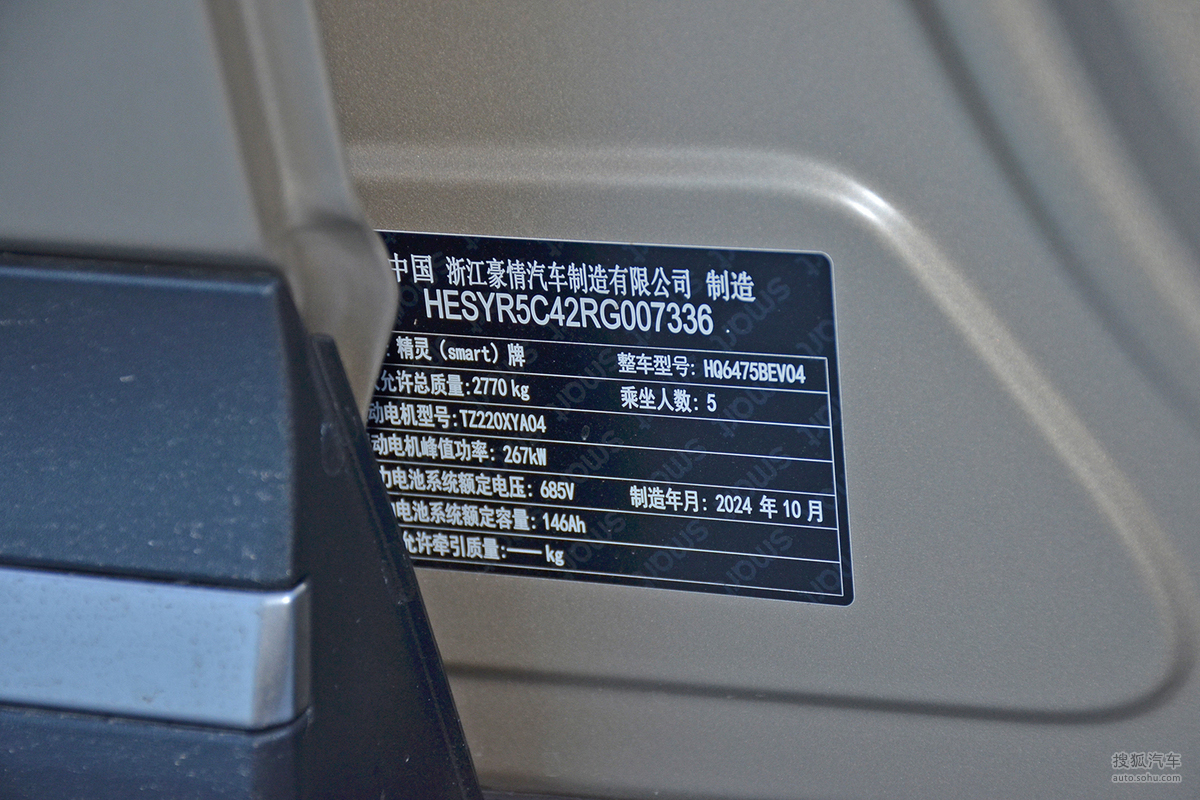 中国 浙江豪情汽车制造有限公司 制造
HESYR5C42RG007336
精灵（smart）牌 整车型号: HQ6475BEV04
允许总质量:2770 kg 乘坐人数: 5
动电机型号:TZ220XYA04
动电机峰值功率: 267kW
力电池系统额定电压: 685V 制造年月: 2024 年 10 月
电池系统额定容量: 146Ah
允许牵引质量:—— kg
搜狐汽车
auto.sohu.com